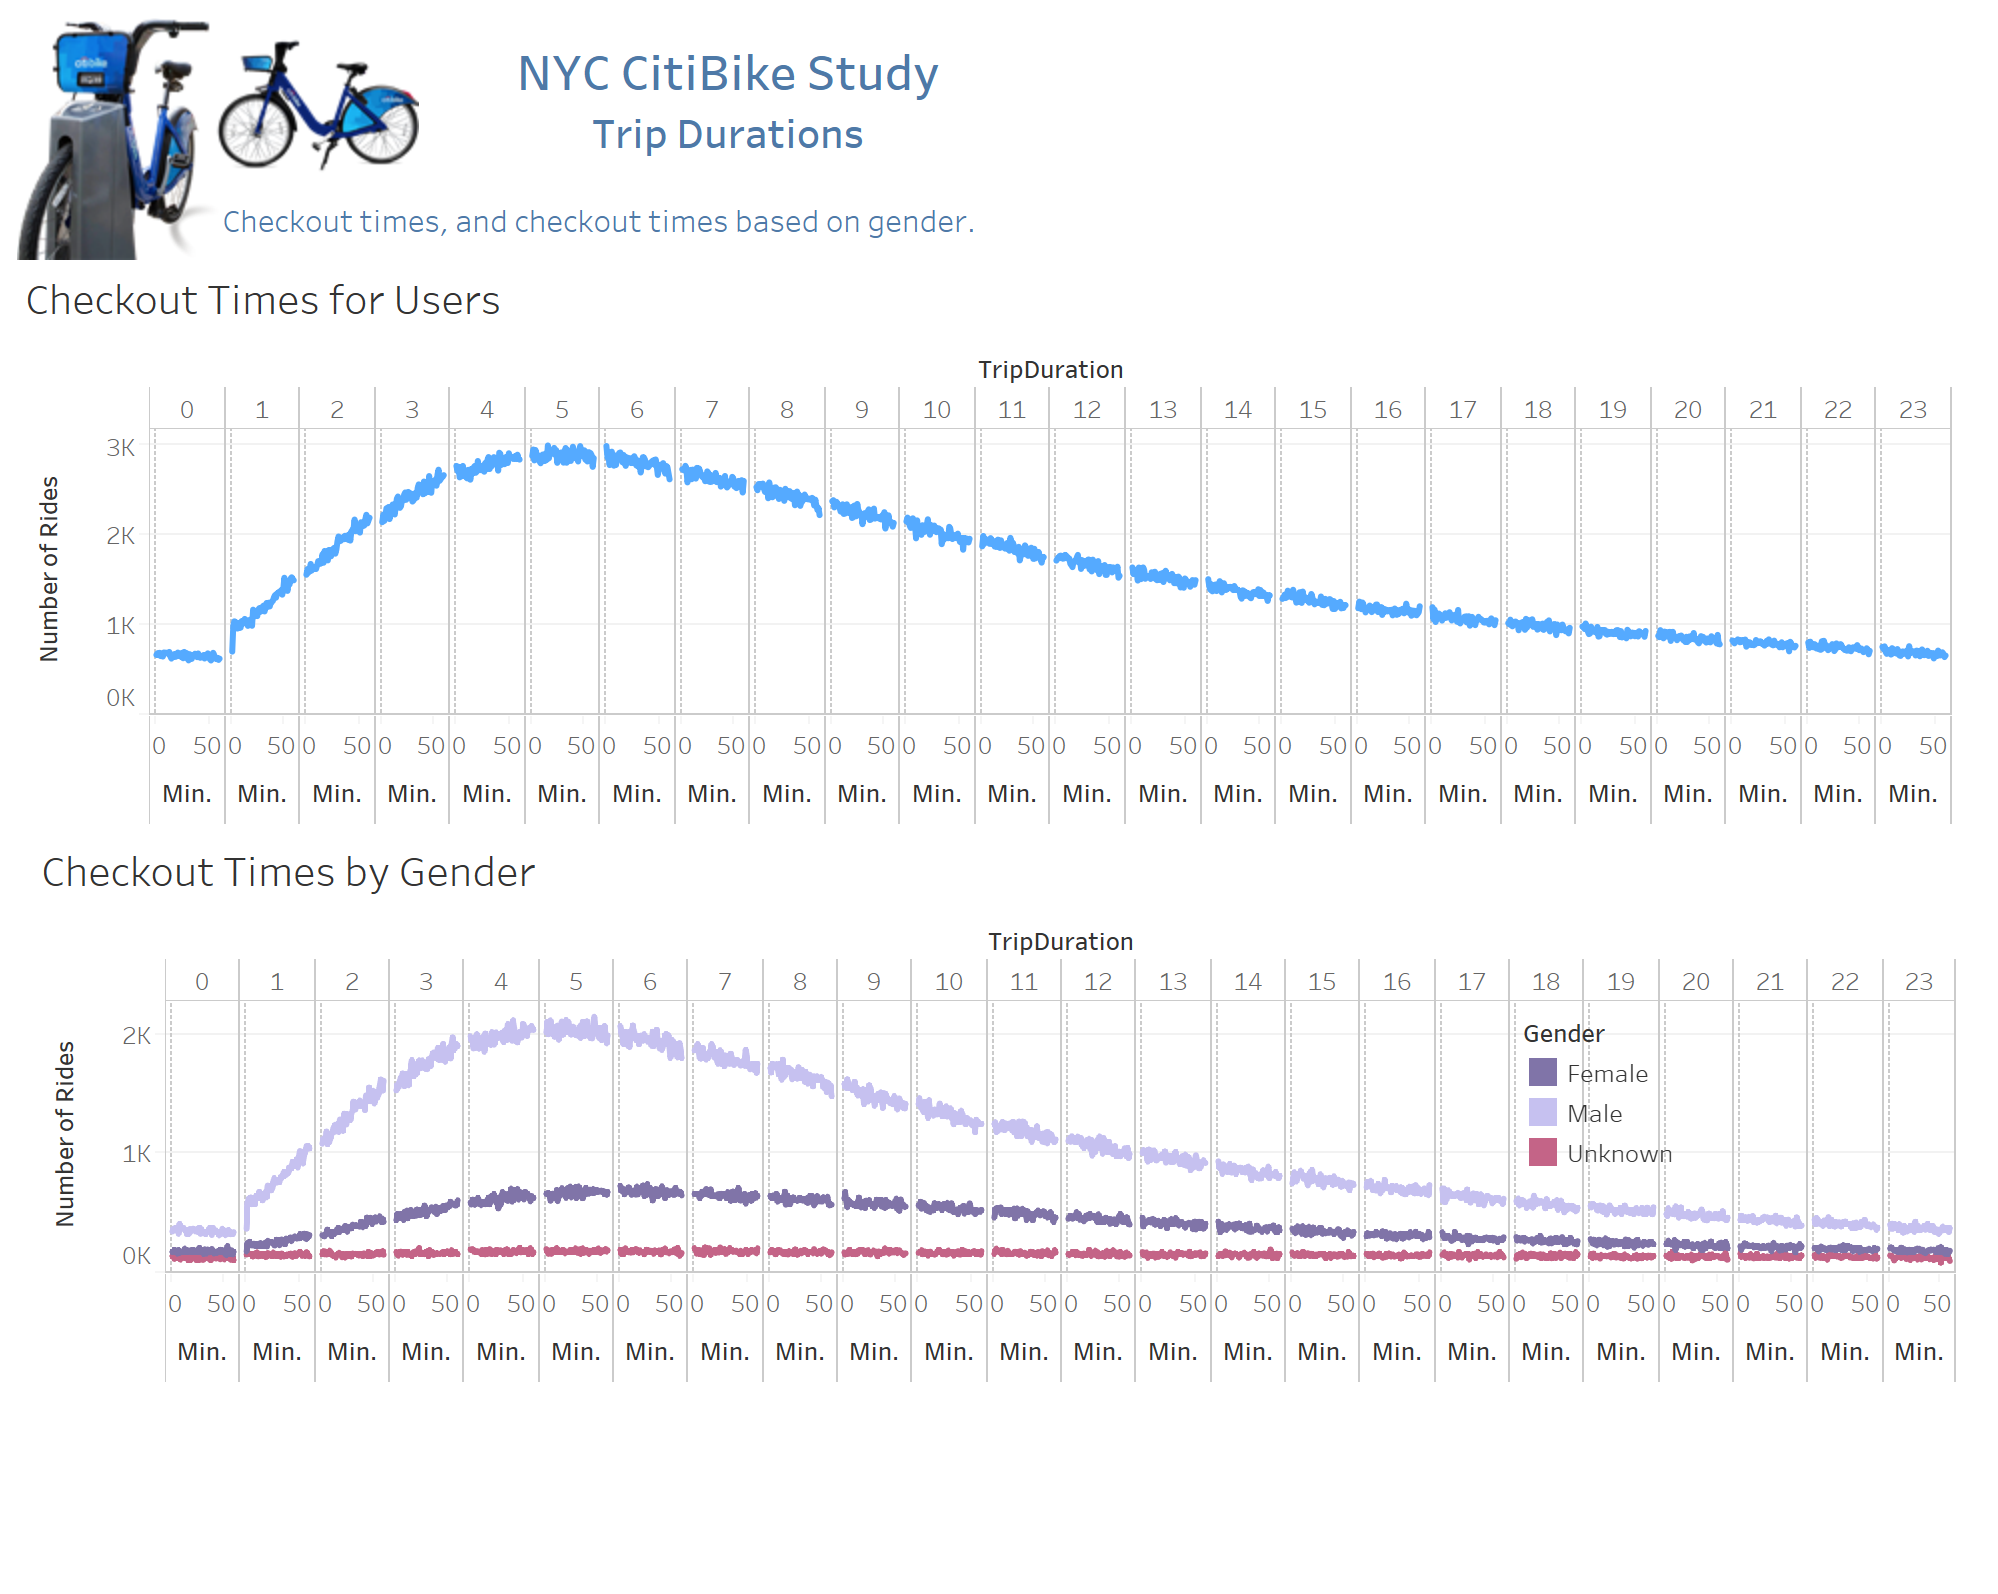 citibike
NYC CitiBike Study
Trip Durations
Checkout times, and checkout times based on gender.
Checkout Times for Users
TripDuration
0 1 2 3 4 5 6 7 8 9 10 11 12 13 14 15 16 17 18 19 20 21 22 23
Number of Rides
3K
2K
1K
0K
0 50 0 50 0 50 0 50 0 50 0 50 0 50 0 50 0 50 0 50 0 50 0 50 0 50 0 50 0 50 0 50 0 50 0 50 0 50 0 50 0 50 0 50 0 50 0 50
Min. Min. Min. Min. Min. Min. Min. Min. Min. Min. Min. Min. Min. Min. Min. Min. Min. Min. Min. Min. Min. Min. Min. Min.
Checkout Times by Gender
TripDuration
0 1 2 3 4 5 6 7 8 9 10 11 12 13 14 15 16 17 18 19 20 21 22 23
Number of Rides
2K
1K
0K
Gender
Female
Male
Unknown
0 50 0 50 0 50 0 50 0 50 0 50 0 50 0 50 0 50 0 50 0 50 0 50 0 50 0 50 0 50 0 50 0 50 0 50 0 50 0 50 0 50 0 50 0 50 0 50
Min. Min. Min. Min. Min. Min. Min. Min. Min. Min. Min. Min. Min. Min. Min. Min. Min. Min. Min. Min. Min. Min. Min. Min.